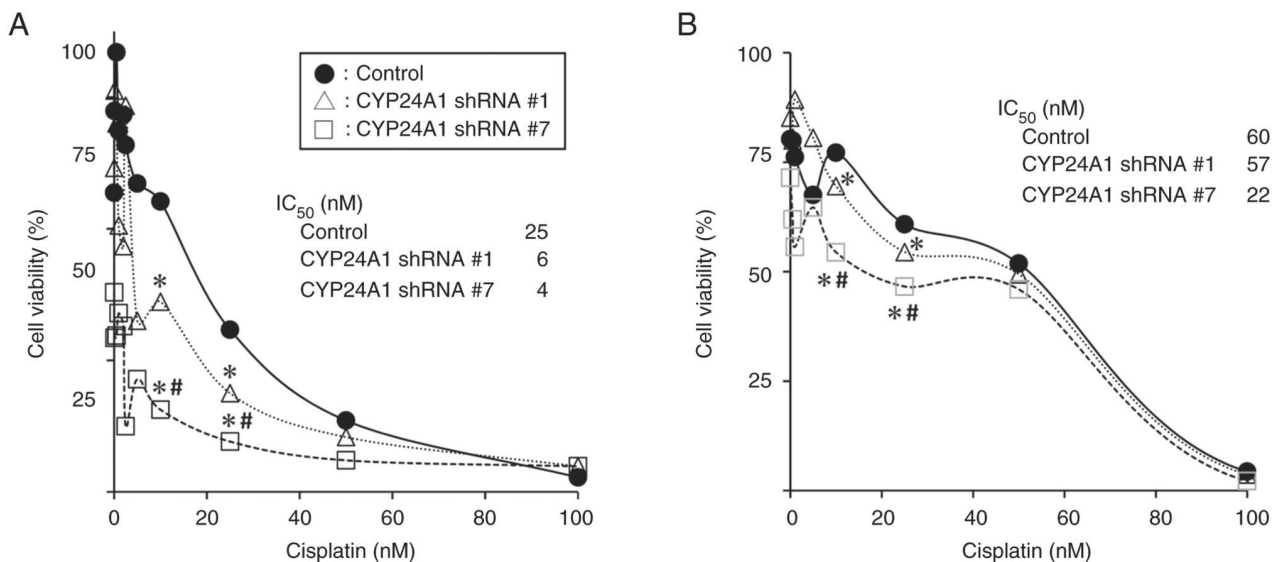 A
Cell viability (%)
100
75
50
25
● : Control
△ : CYP24A1 shRNA #1
□ : CYP24A1 shRNA #7
IC50 (nM)
Control 25
CYP24A1 shRNA #1 6
CYP24A1 shRNA #7 4
*
*
*#
*#
0 20 40 60 80 100
Cisplatin (nM)
B
Cell viability (%)
100
75
50
25
IC50 (nM)
Control 60
CYP24A1 shRNA #1 57
CYP24A1 shRNA #7 22
*
*
*#
*#
0 20 40 60 80 100
Cisplatin (nM)